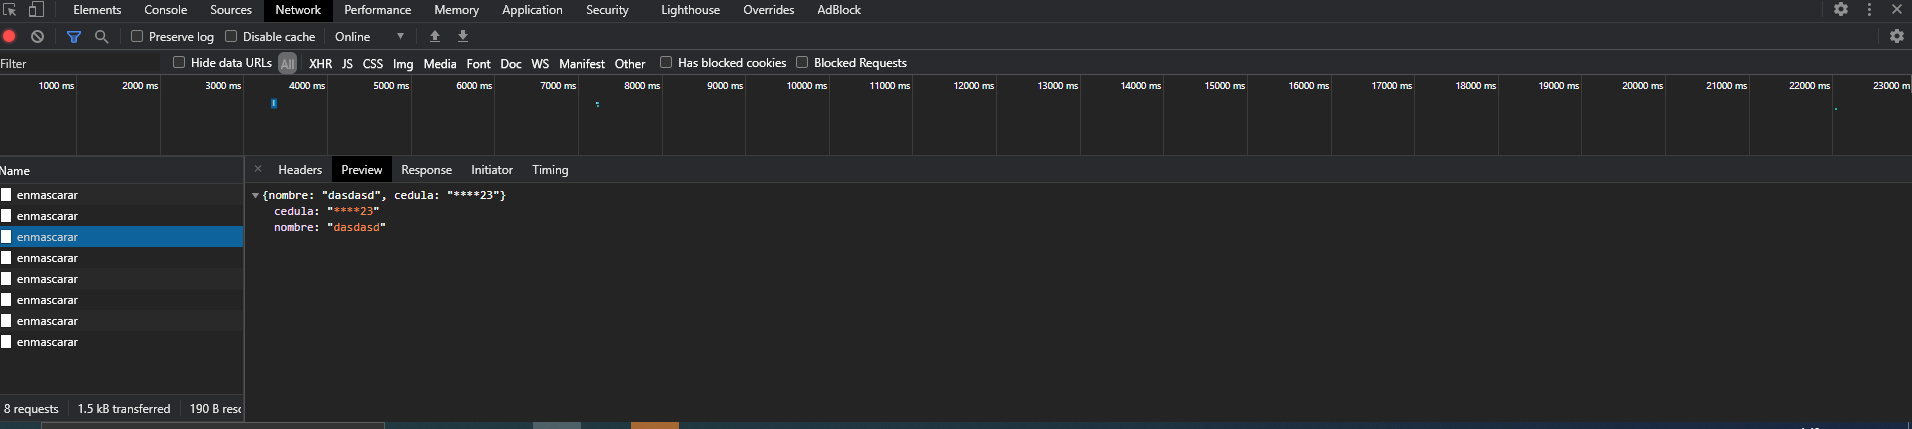 Elements Console Sources Network Performance Memory Application Security Lighthouse Overrides AdBlock
Preserve log Disable cache Online
Filter Hide data URLs All XHR JS CSS Img Media Font Doc WS Manifest Other Has blocked cookies Blocked Requests
1000 ms 2000 ms 3000 ms 4000 ms 5000 ms 6000 ms 7000 ms 8000 ms 9000 ms 10000 ms 11000 ms 12000 ms 13000 ms 14000 ms 15000 ms 16000 ms 17000 ms 18000 ms 19000 ms 20000 ms 21000 ms 22000 ms 23000 m
Name
Headers Preview Response Initiator Timing
enmascarar
enmascarar
enmascarar
enmascarar
enmascarar
enmascarar
enmascarar
enmascarar
{nombre: "dasdasd", cedula: "****23"}
cedula: "****23"
nombre: "dasdasd"
8 requests 1.5 kB transferred 190 B reso